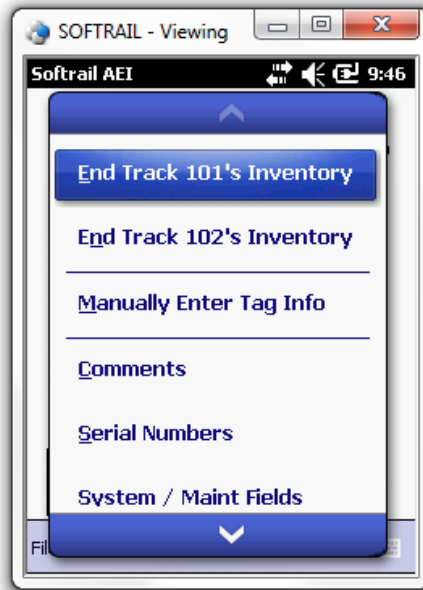 SOFTRAIL - Viewing
Softrail AEI 9:46
End Track 101's Inventory
End Track 102's Inventory
Manually Enter Tag Info
Comments
Serial Numbers
System / Maint Fields